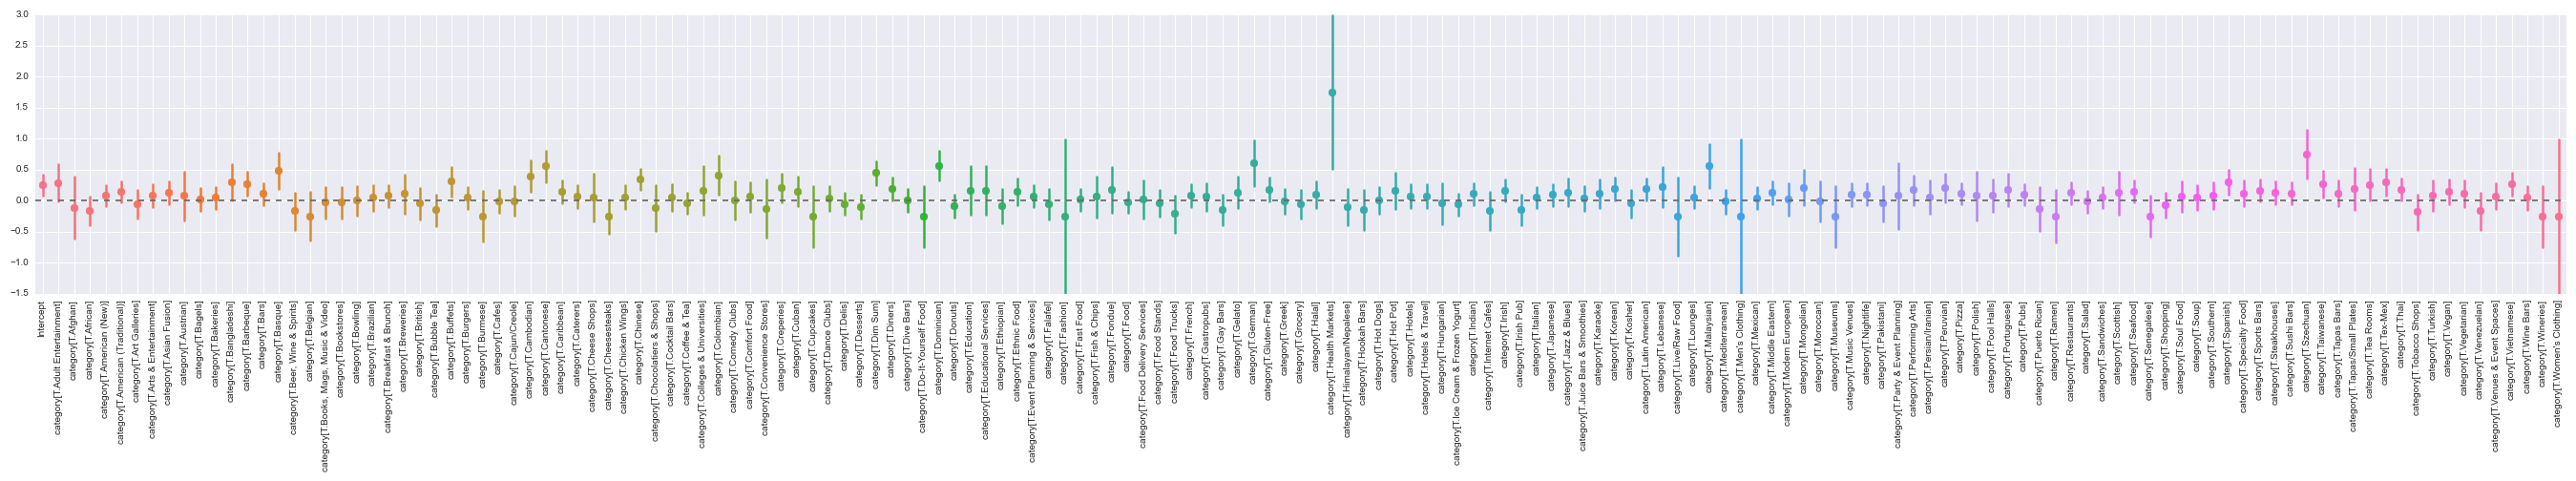 3.0
2.5
2.0
1.5
1.0
0.5
0.0
−0.5
−1.0
−1.5
Intercept
category[T.Adult Entertainment]
category[T.Afghan]
category[T.African]
category[T.American (New)]
category[T.American (Traditional)]
category[T.Art Galleries]
category[T.Arts & Entertainment]
category[T.Asian Fusion]
category[T.Austrian]
category[T.Bagels]
category[T.Bakeries]
category[T.Bangladeshi]
category[T.Barbeque]
category[T.Bars]
category[T.Basque]
category[T.Beer, Wine & Spirits]
category[T.Belgian]
category[T.Books, Mags, Music & Video]
category[T.Bookstores]
category[T.Bowling]
category[T.Brazilian]
category[T.Breakfast & Brunch]
category[T.Breweries]
category[T.British]
category[T.Bubble Tea]
category[T.Buffets]
category[T.Burgers]
category[T.Burmese]
category[T.Cafes]
category[T.Cajun/Creole]
category[T.Cambodian]
category[T.Cantonese]
category[T.Caribbean]
category[T.Caterers]
category[T.Cheese Shops]
category[T.Cheesesteaks]
category[T.Chicken Wings]
category[T.Chinese]
category[T.Chocolatiers & Shops]
category[T.Cocktail Bars]
category[T.Coffee & Tea]
category[T.Colleges & Universities]
category[T.Colombian]
category[T.Comedy Clubs]
category[T.Comfort Food]
category[T.Convenience Stores]
category[T.Creperies]
category[T.Cuban]
category[T.Cupcakes]
category[T.Dance Clubs]
category[T.Delis]
category[T.Desserts]
category[T.Dim Sum]
category[T.Diners]
category[T.Dive Bars]
category[T.Do-It-Yourself Food]
category[T.Dominican]
category[T.Donuts]
category[T.Education]
category[T.Educational Services]
category[T.Ethiopian]
category[T.Ethnic Food]
category[T.Event Planning & Services]
category[T.Falafel]
category[T.Fashion]
category[T.Fast Food]
category[T.Fish & Chips]
category[T.Fondue]
category[T.Food]
category[T.Food Delivery Services]
category[T.Food Stands]
category[T.Food Trucks]
category[T.French]
category[T.Gastropubs]
category[T.Gay Bars]
category[T.Gelato]
category[T.German]
category[T.Gluten-Free]
category[T.Greek]
category[T.Grocery]
category[T.Halal]
category[T.Health Markets]
category[T.Himalayan/Nepalese]
category[T.Hookah Bars]
category[T.Hot Dogs]
category[T.Hot Pot]
category[T.Hotels]
category[T.Hotels & Travel]
category[T.Hungarian]
category[T.Ice Cream & Frozen Yogurt]
category[T.Indian]
category[T.Internet Cafes]
category[T.Irish]
category[T.Irish Pub]
category[T.Italian]
category[T.Japanese]
category[T.Jazz & Blues]
category[T.Juice Bars & Smoothies]
category[T.Karaoke]
category[T.Korean]
category[T.Kosher]
category[T.Latin American]
category[T.Lebanese]
category[T.Live/Raw Food]
category[T.Lounges]
category[T.Malaysian]
category[T.Mediterranean]
category[T.Men's Clothing]
category[T.Mexican]
category[T.Middle Eastern]
category[T.Modern European]
category[T.Mongolian]
category[T.Moroccan]
category[T.Museums]
category[T.Music Venues]
category[T.Nightlife]
category[T.Pakistani]
category[T.Party & Event Planning]
category[T.Performing Arts]
category[T.Persian/Iranian]
category[T.Peruvian]
category[T.Pizza]
category[T.Polish]
category[T.Pool Halls]
category[T.Portuguese]
category[T.Pubs]
category[T.Puerto Rican]
category[T.Ramen]
category[T.Restaurants]
category[T.Salad]
category[T.Sandwiches]
category[T.Scottish]
category[T.Seafood]
category[T.Senegalese]
category[T.Shopping]
category[T.Soul Food]
category[T.Soup]
category[T.Southern]
category[T.Spanish]
category[T.Specialty Food]
category[T.Sports Bars]
category[T.Steakhouses]
category[T.Sushi Bars]
category[T.Szechuan]
category[T.Taiwanese]
category[T.Tapas Bars]
category[T.Tapas/Small Plates]
category[T.Tea Rooms]
category[T.Tex-Mex]
category[T.Thai]
category[T.Tobacco Shops]
category[T.Turkish]
category[T.Vegan]
category[T.Vegetarian]
category[T.Venezuelan]
category[T.Venues & Event Spaces]
category[T.Vietnamese]
category[T.Wine Bars]
category[T.Wineries]
category[T.Women's Clothing]